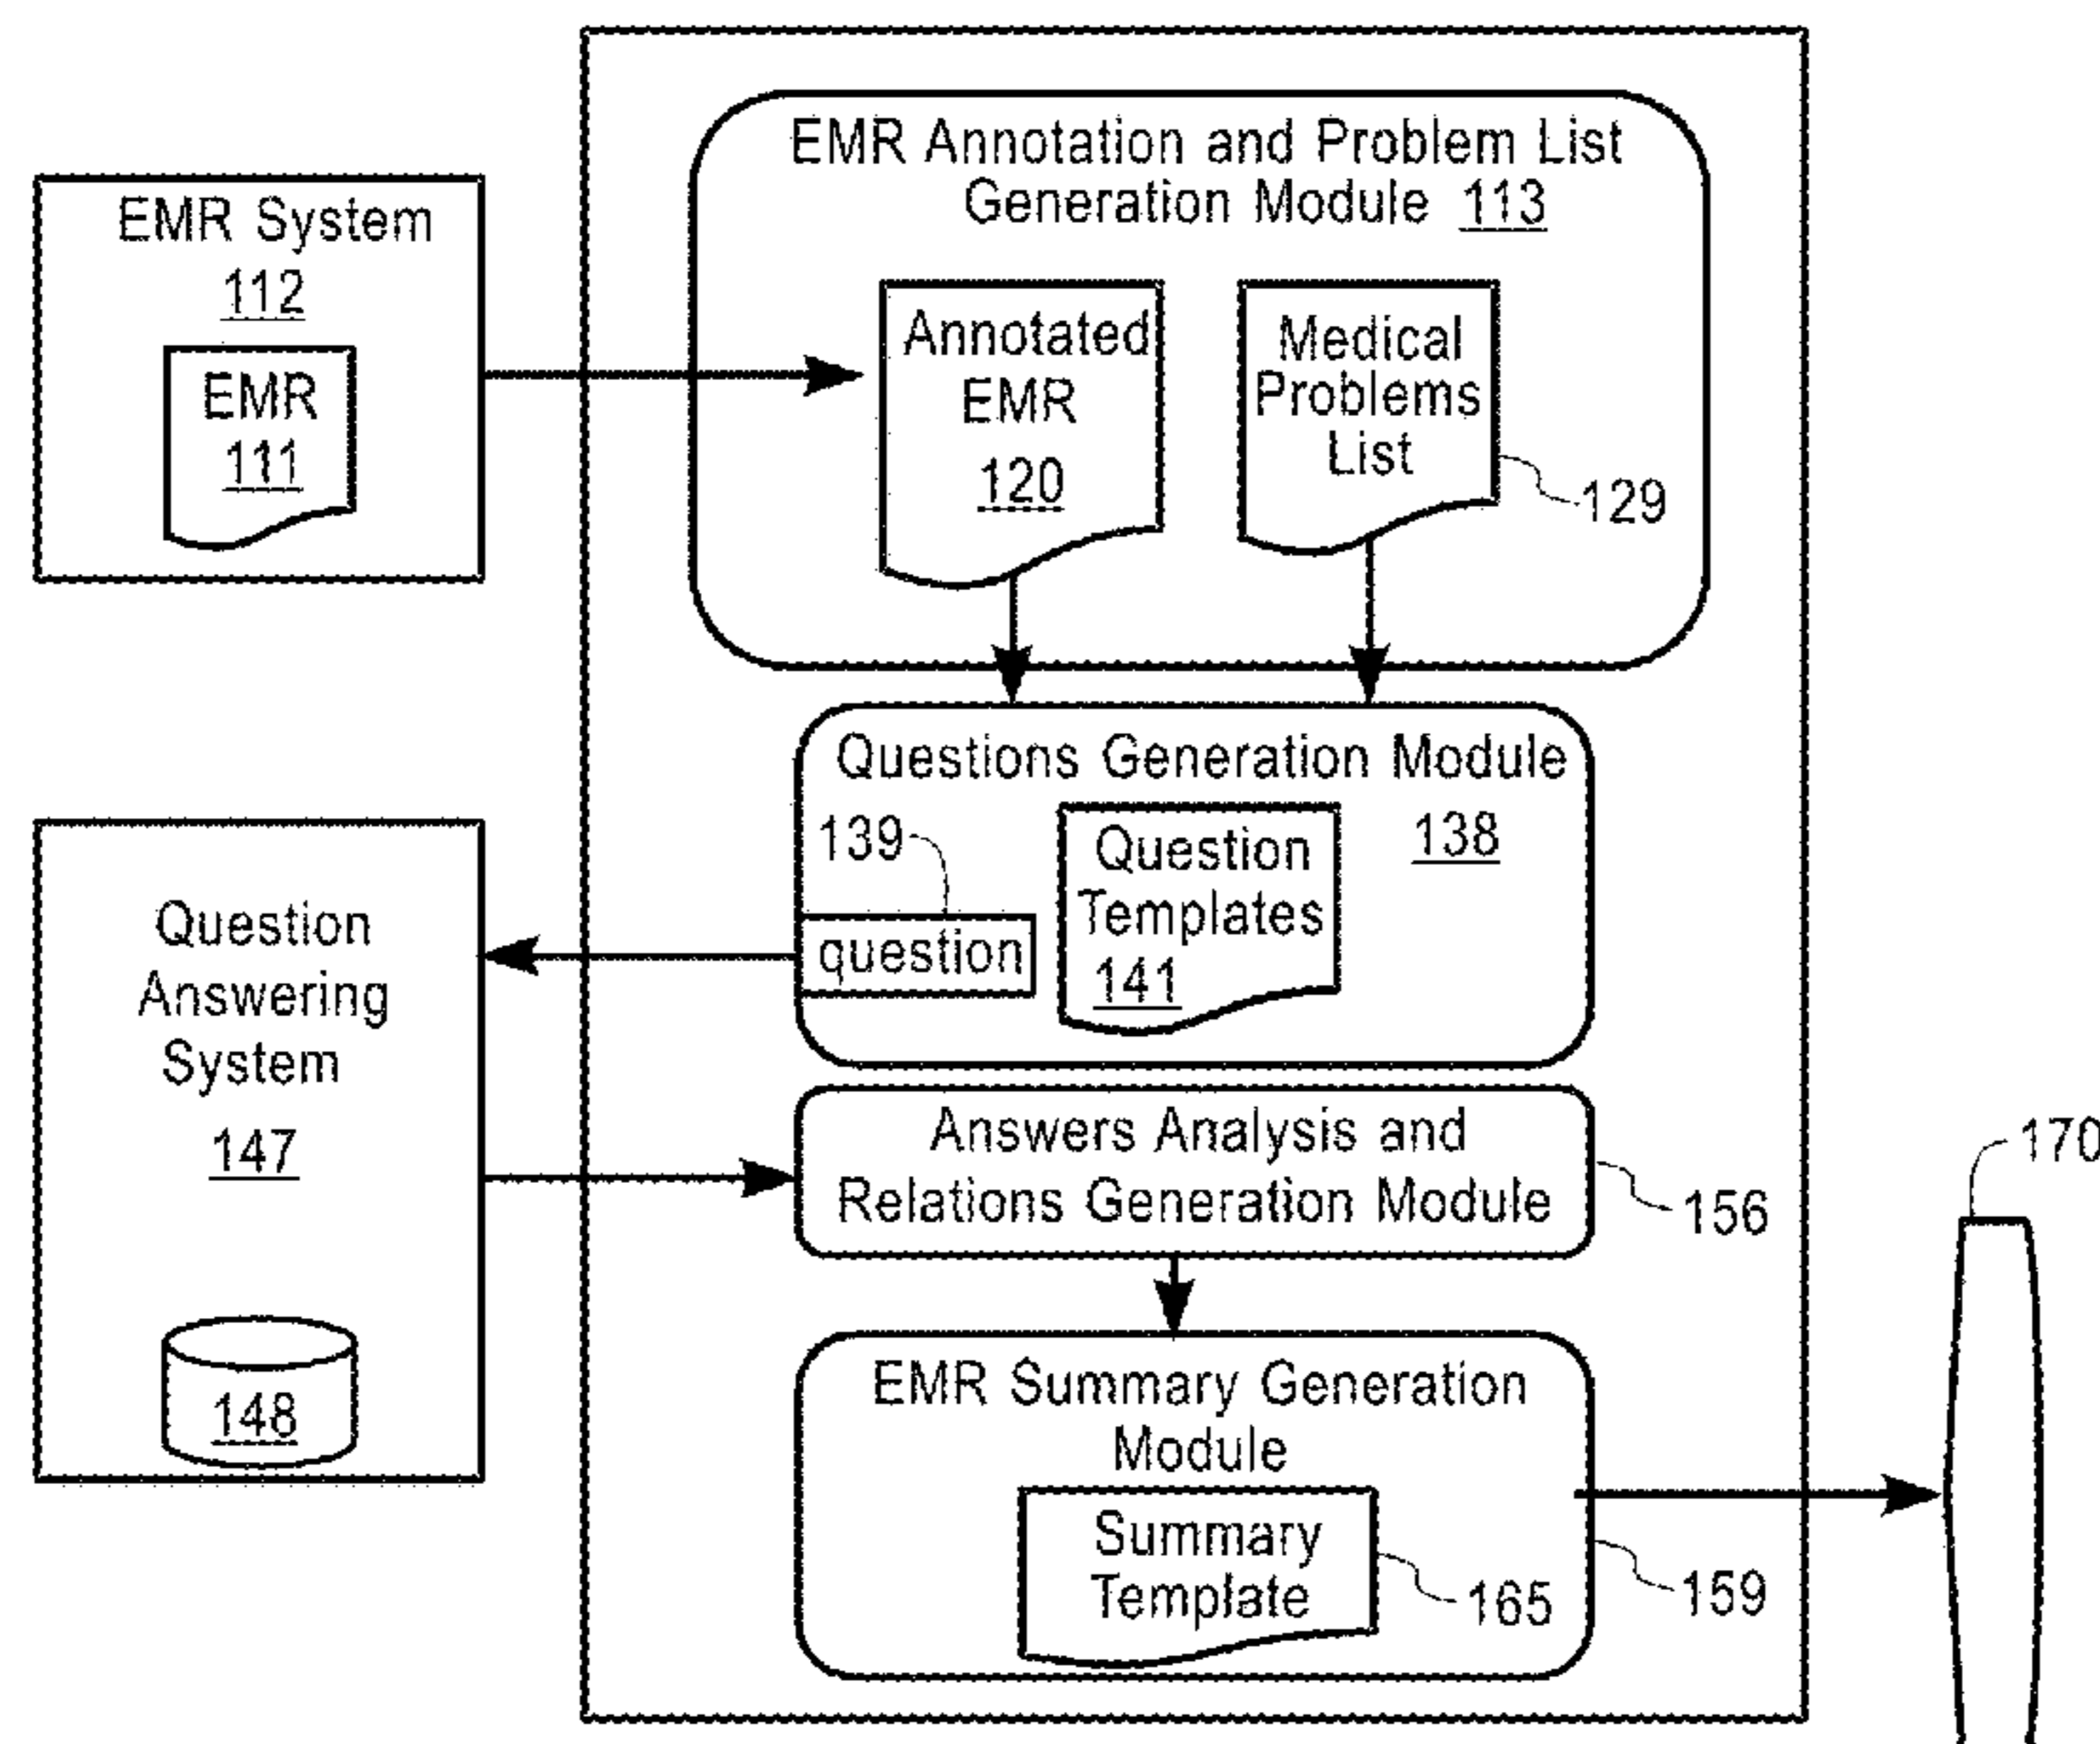 EMR System
112
EMR
111
EMR Annotation and Problem List
Generation Module 113
Annotated
EMR
120
Medical
Problems
List
129
Questions Generation Module
138
139
question
Question
Templates
141
Question
Answering
System
147
148
Answers Analysis and
Relations Generation Module
156
EMR Summary Generation
Module
Summary
Template
165
159
170